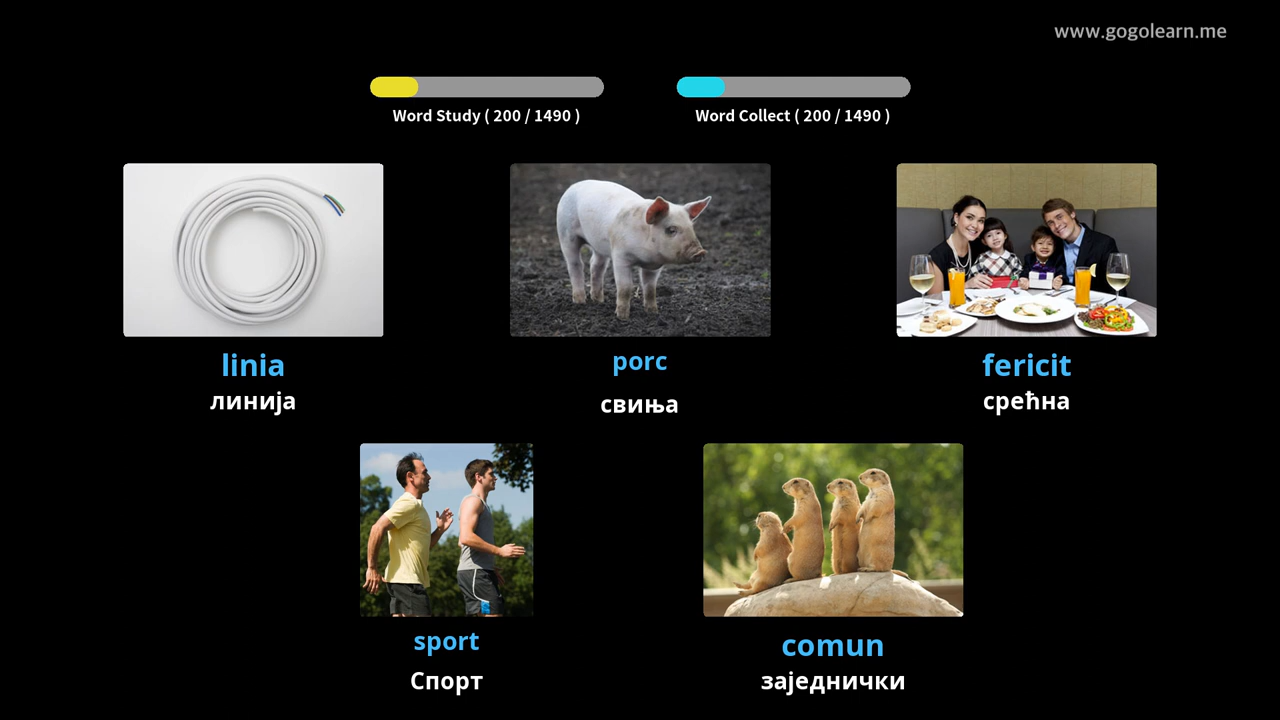 www.gogolearn.me
Word Study ( 200 / 1490 )
Word Collect ( 200 / 1490 )
linia
линија
porc
свиња
fericit
срећна
sport
Спорт
comun
заједнички